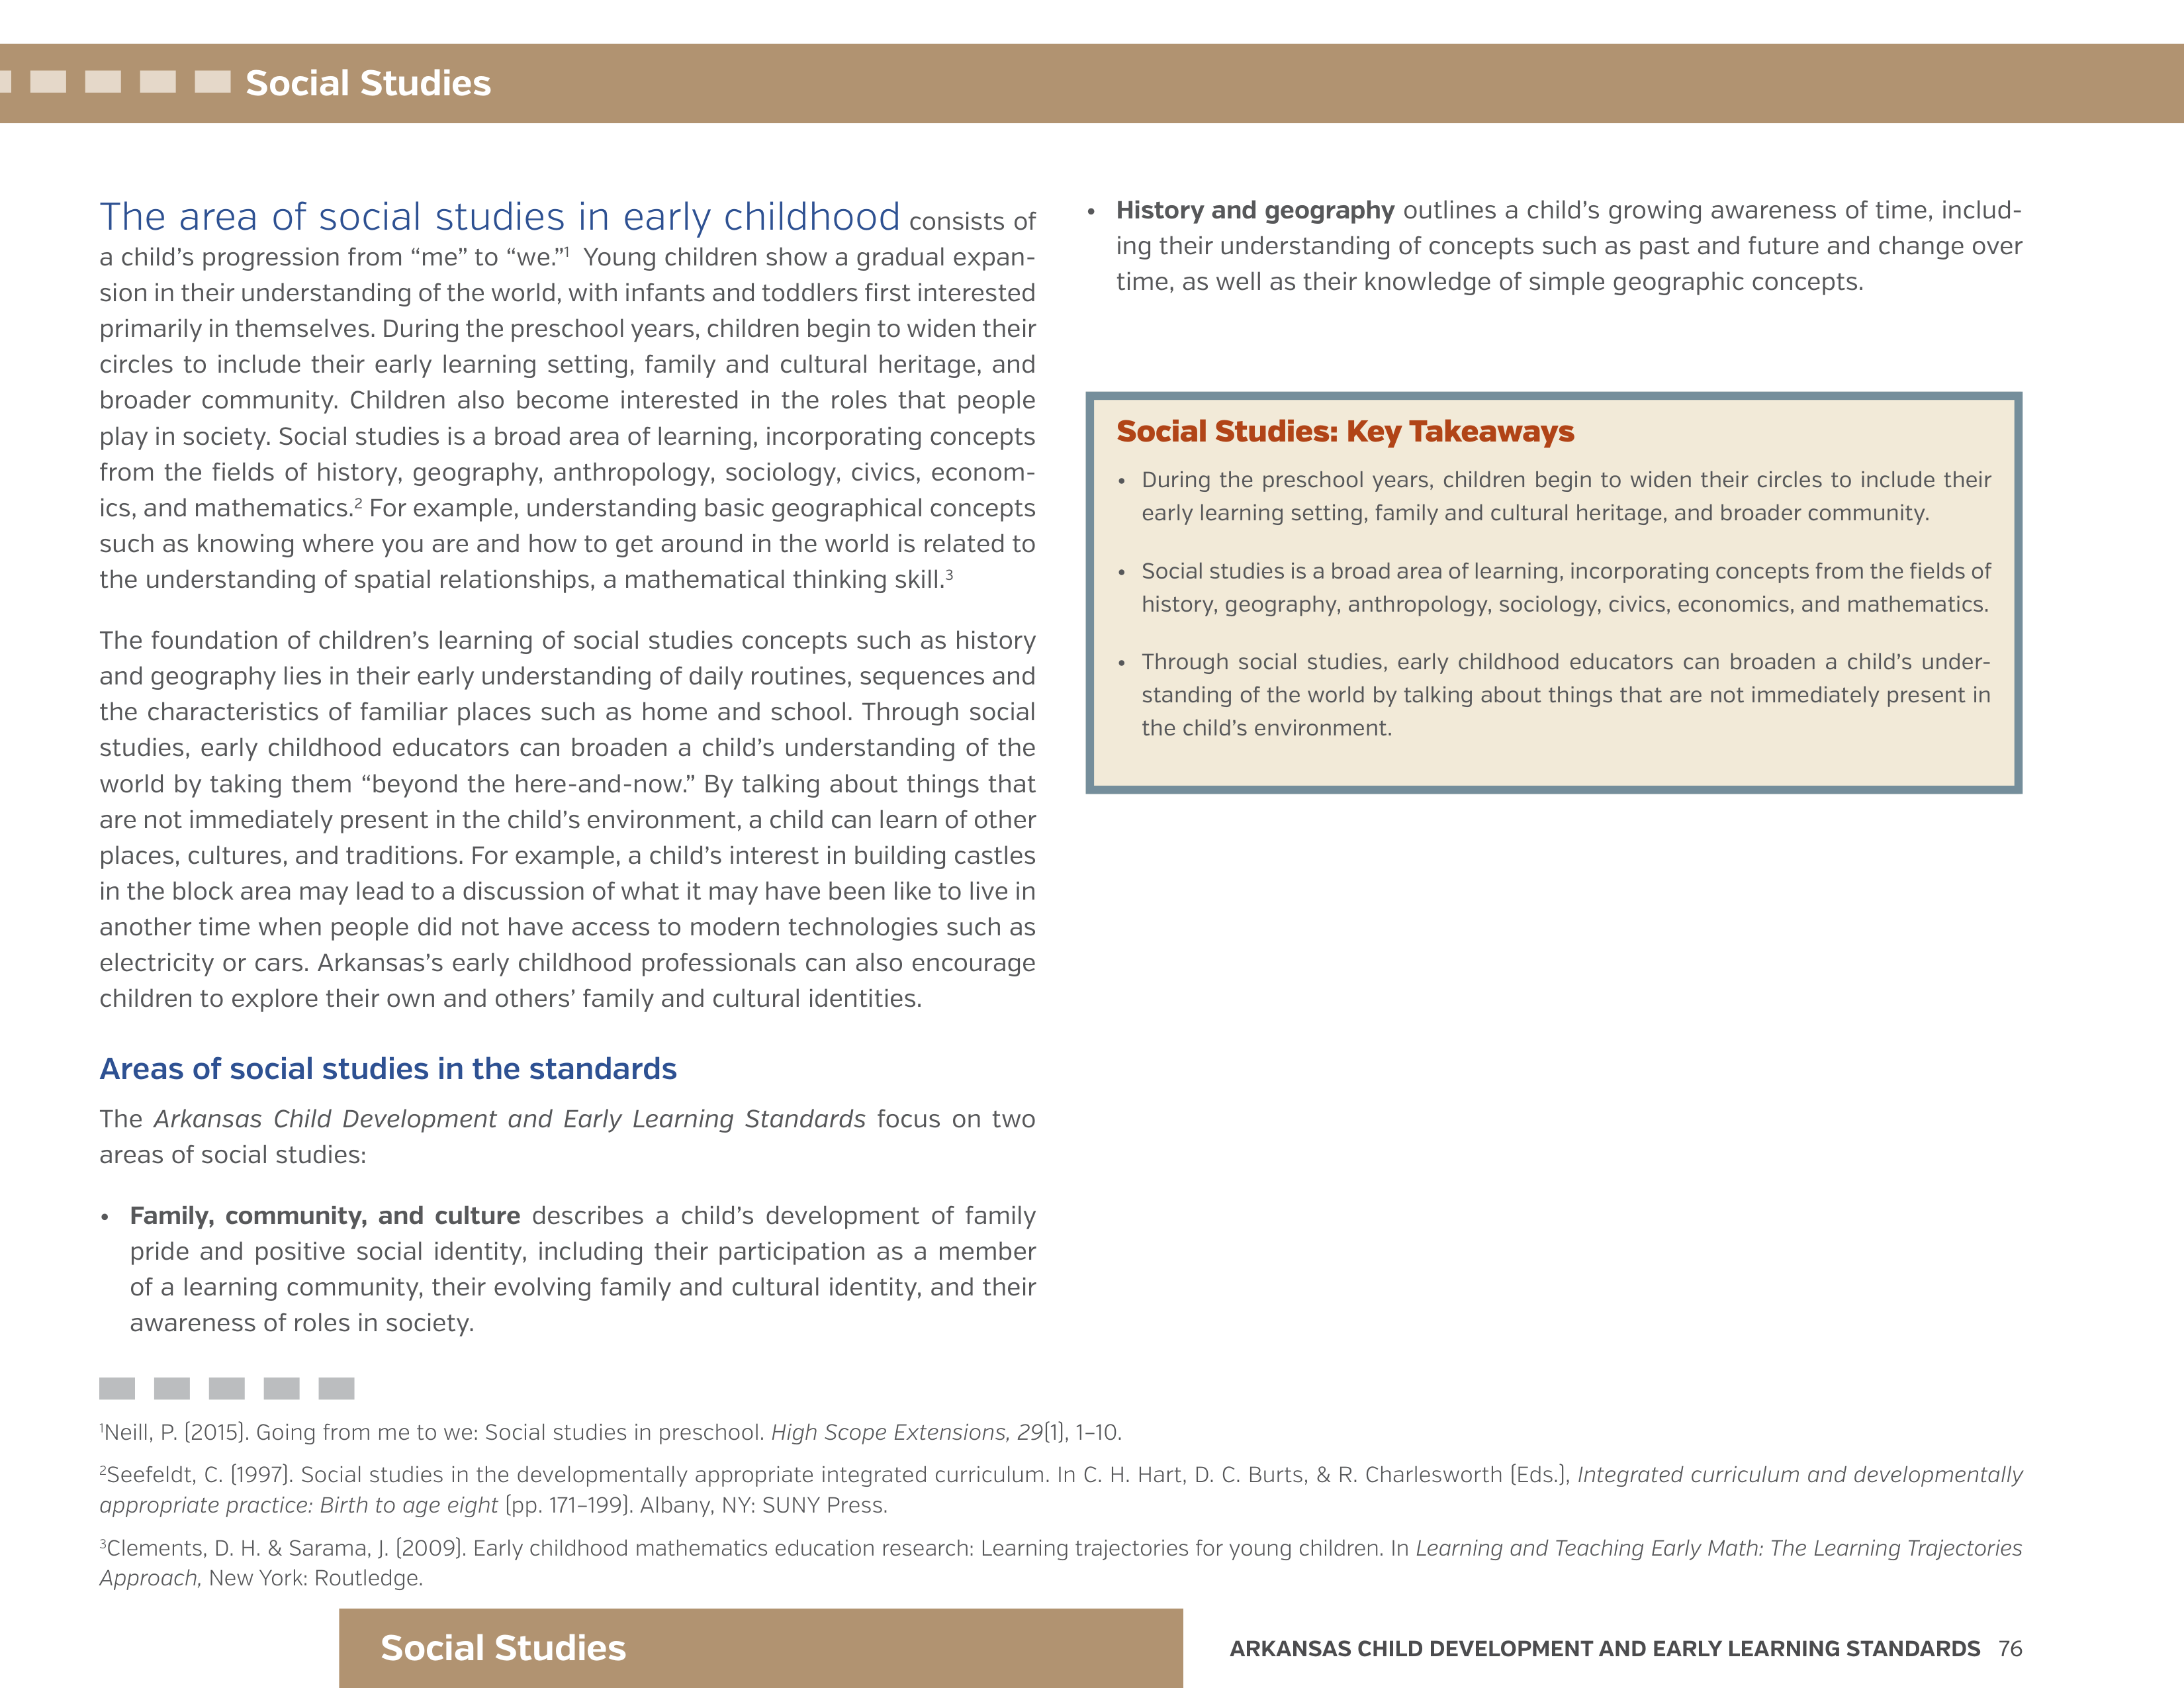 Social Studies
The area of social studies in early childhood consists of
a child’s progression from “me” to “we.”1 Young children show a gradual expan-
sion in their understanding of the world, with infants and toddlers first interested
primarily in themselves. During the preschool years, children begin to widen their
circles to include their early learning setting, family and cultural heritage, and
broader community. Children also become interested in the roles that people
play in society. Social studies is a broad area of learning, incorporating concepts
from the fields of history, geography, anthropology, sociology, civics, econom-
ics, and mathematics.2 For example, understanding basic geographical concepts
such as knowing where you are and how to get around in the world is related to
the understanding of spatial relationships, a mathematical thinking skill.3
The foundation of children’s learning of social studies concepts such as history
and geography lies in their early understanding of daily routines, sequences and
the characteristics of familiar places such as home and school. Through social
studies, early childhood educators can broaden a child’s understanding of the
world by taking them “beyond the here-and-now.” By talking about things that
are not immediately present in the child’s environment, a child can learn of other
places, cultures, and traditions. For example, a child’s interest in building castles
in the block area may lead to a discussion of what it may have been like to live in
another time when people did not have access to modern technologies such as
electricity or cars. Arkansas’s early childhood professionals can also encourage
children to explore their own and others’ family and cultural identities.
Areas of social studies in the standards
The Arkansas Child Development and Early Learning Standards focus on two
areas of social studies:
• Family, community, and culture describes a child’s development of family
pride and positive social identity, including their participation as a member
of a learning community, their evolving family and cultural identity, and their
awareness of roles in society.
• History and geography outlines a child’s growing awareness of time, includ-
ing their understanding of concepts such as past and future and change over
time, as well as their knowledge of simple geographic concepts.
Social Studies: Key Takeaways
• During the preschool years, children begin to widen their circles to include their
early learning setting, family and cultural heritage, and broader community.
• Social studies is a broad area of learning, incorporating concepts from the fields of
history, geography, anthropology, sociology, civics, economics, and mathematics.
• Through social studies, early childhood educators can broaden a child’s under-
standing of the world by talking about things that are not immediately present in
the child’s environment.
1Neill, P. (2015). Going from me to we: Social studies in preschool. High Scope Extensions, 29(1), 1–10.
2Seefeldt, C. (1997). Social studies in the developmentally appropriate integrated curriculum. In C. H. Hart, D. C. Burts, & R. Charlesworth (Eds.), Integrated curriculum and developmentally
appropriate practice: Birth to age eight (pp. 171–199). Albany, NY: SUNY Press.
3Clements, D. H. & Sarama, J. (2009). Early childhood mathematics education research: Learning trajectories for young children. In Learning and Teaching Early Math: The Learning Trajectories
Approach, New York: Routledge.
Social Studies
ARKANSAS CHILD DEVELOPMENT AND EARLY LEARNING STANDARDS 76